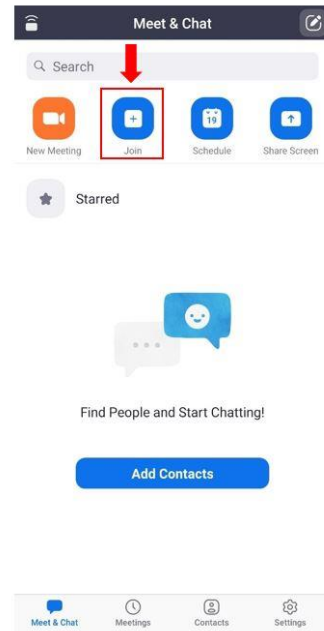 Meet & Chat
Search
New Meeting Join Schedule Share Screen
19
Starred
Find People and Start Chatting!
Add Contacts
Meet & Chat Meetings Contacts Settings